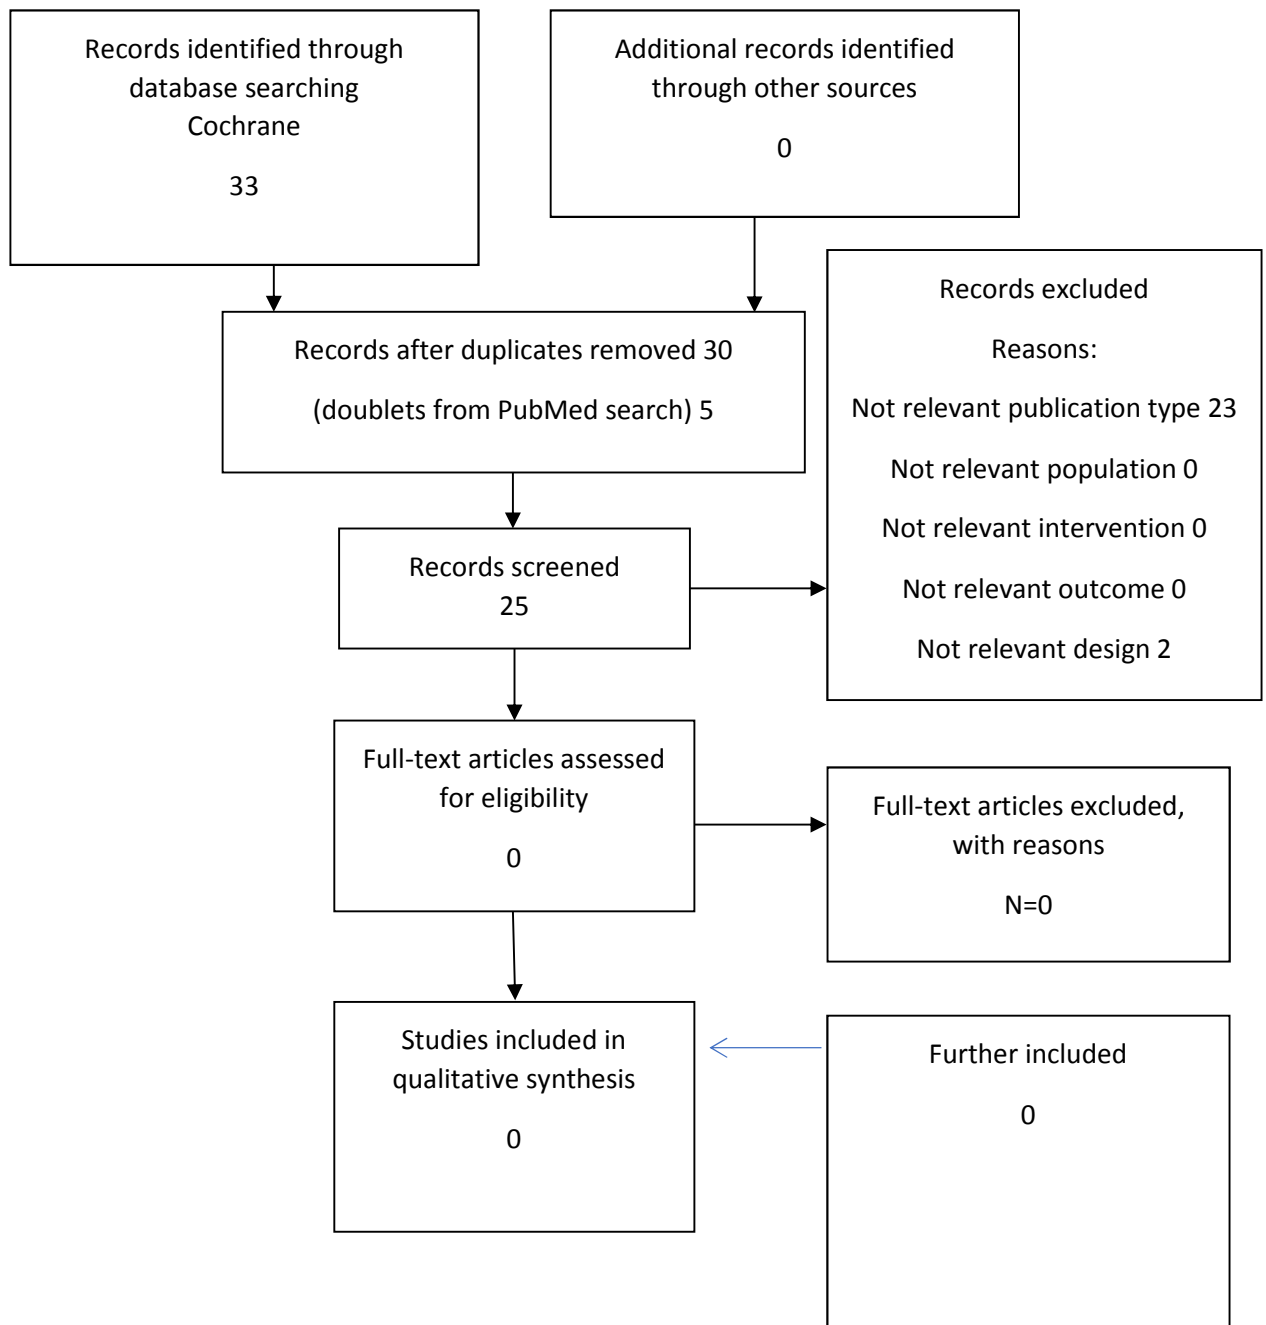 Records identified through
database searching
Cochrane
33
Additional records identified
through other sources
0
Records after duplicates removed 30
(doublets from PubMed search) 5
Records excluded
Reasons:
Not relevant publication type 23
Not relevant population 0
Not relevant intervention 0
Not relevant outcome 0
Not relevant design 2
Records screened
25
Full-text articles assessed
for eligibility
0
Full-text articles excluded,
with reasons
N=0
Studies included in
qualitative synthesis
0
Further included
0